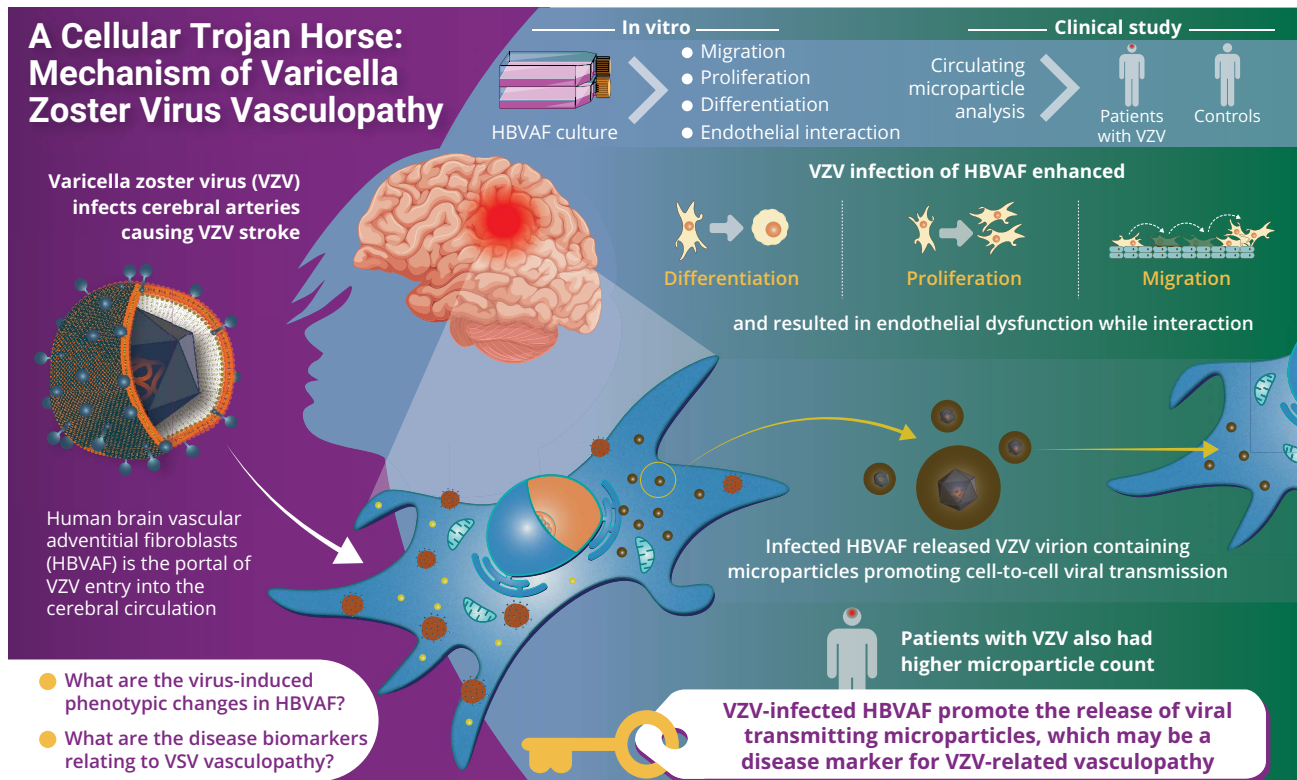 A Cellular Trojan Horse:
Mechanism of Varicella
Zoster Virus Vasculopathy
In vitro
HBVAF culture
● Migration
● Proliferation
● Differentiation
● Endothelial interaction
Clinical study
Circulating
microparticle
analysis
Patients
with VZV
Controls
Varicella zoster virus (VZV)
infects cerebral arteries
causing VZV stroke
Human brain vascular
adventitial fibroblasts
(HBVAF) is the portal of
VZV entry into the
cerebral circulation
VZV infection of HBVAF enhanced
Differentiation
Proliferation
Migration
and resulted in endothelial dysfunction while interaction
Infected HBVAF released VZV virion containing
microparticles promoting cell-to-cell viral transmission
Patients with VZV also had
higher microparticle count
● What are the virus-induced
phenotypic changes in HBVAF?
● What are the disease biomarkers
relating to VSV vasculopathy?
VZV-infected HBVAF promote the release of viral
transmitting microparticles, which may be a
disease marker for VZV-related vasculopathy